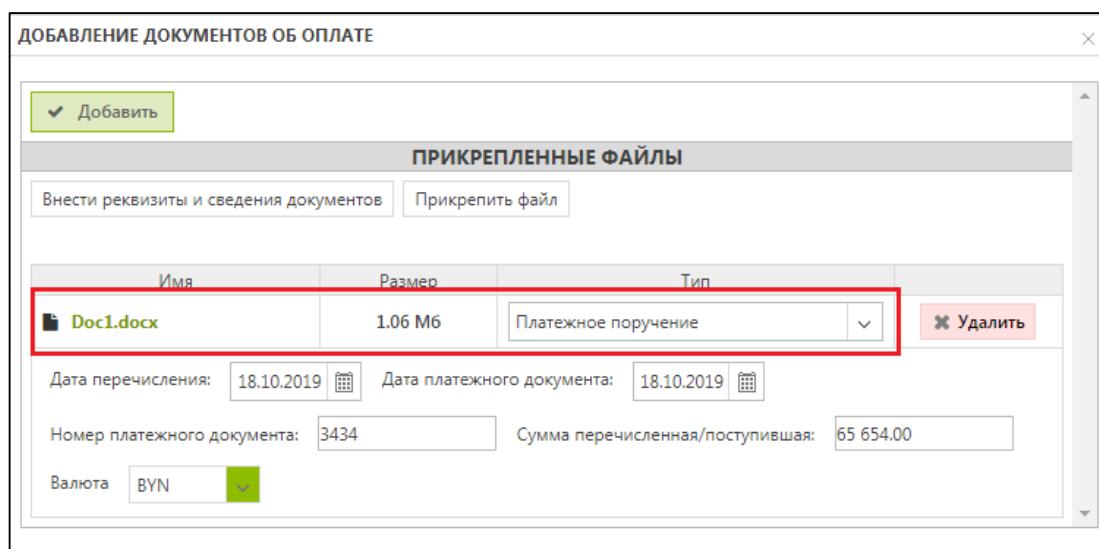 ДОБАВЛЕНИЕ ДОКУМЕНТОВ ОБ ОПЛАТЕ
Добавить
ПРИКРЕПЛЕННЫЕ ФАЙЛЫ
Внести реквизиты и сведения документов Прикрепить файл
Имя Размер Тип
Doc1.docx 1.06 Мб Платежное поручение Удалить
Дата перечисления: 18.10.2019 Дата платежного документа: 18.10.2019
Номер платежного документа: 3434 Сумма перечисленная/поступившая: 65 654.00
Валюта BYN